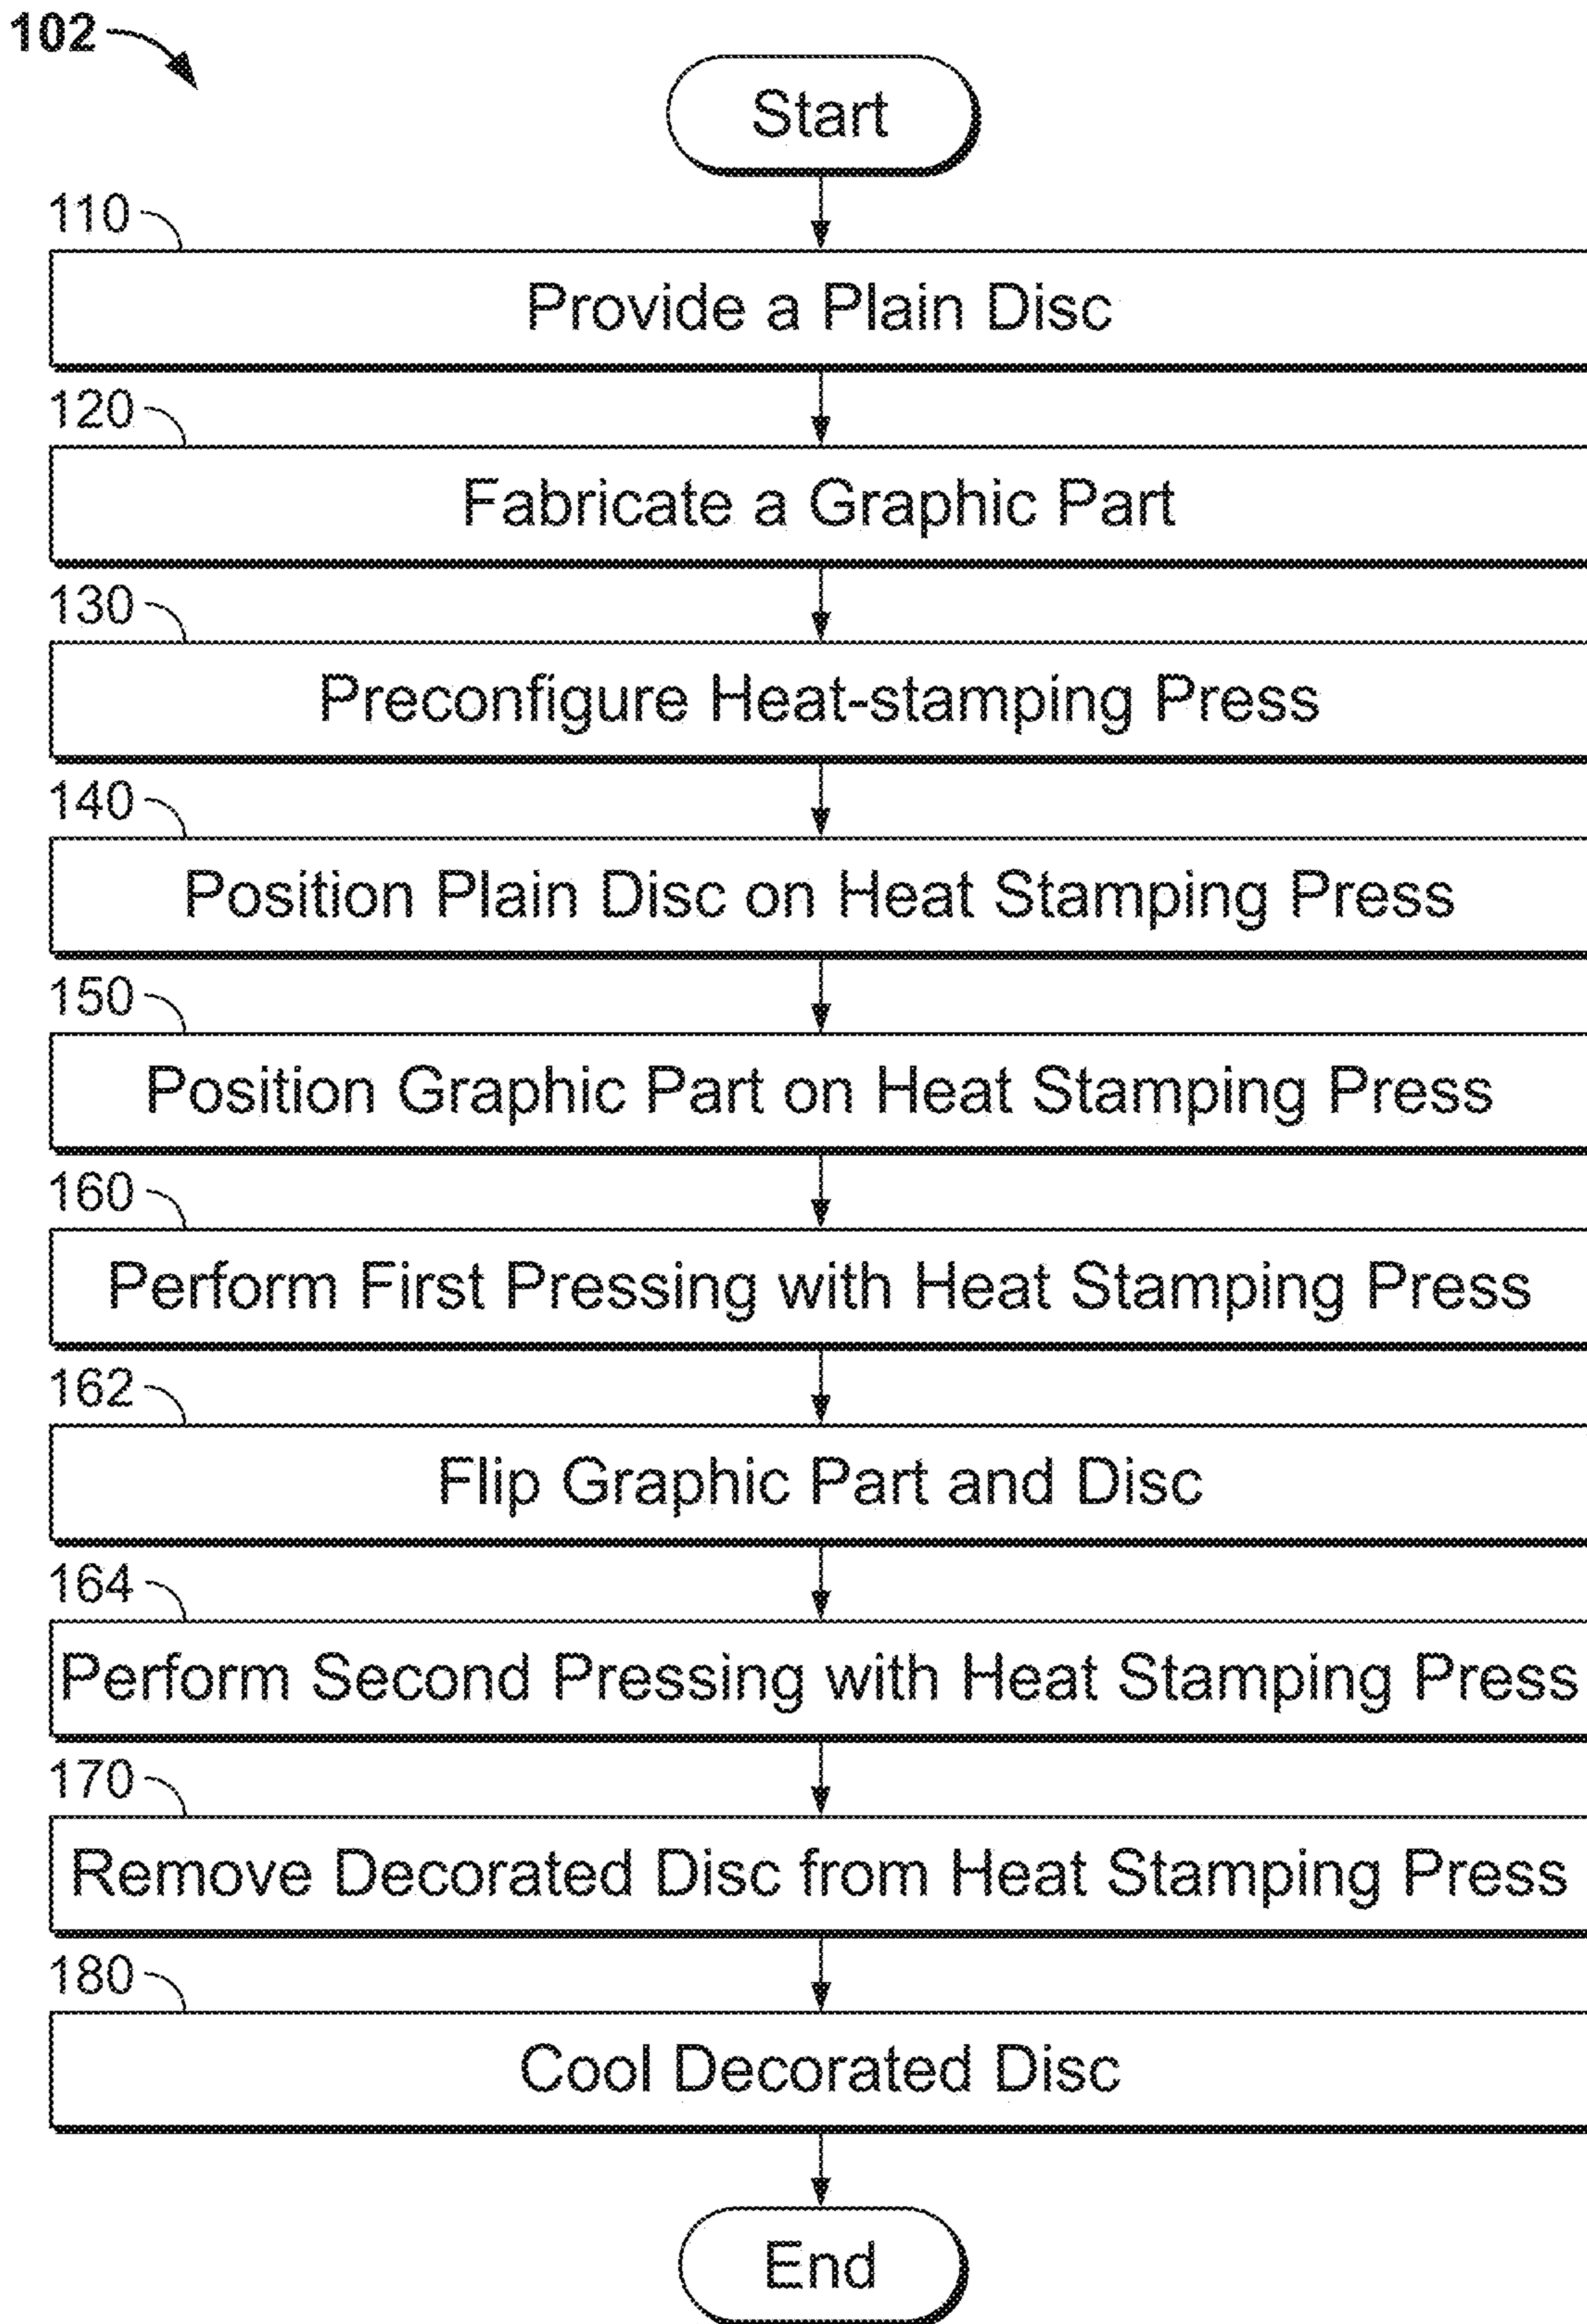 102
Start
110
Provide a Plain Disc
120
Fabricate a Graphic Part
130
Preconfigure Heat-stamping Press
140
Position Plain Disc on Heat Stamping Press
150
Position Graphic Part on Heat Stamping Press
160
Perform First Pressing with Heat Stamping Press
162
Flip Graphic Part and Disc
164
Perform Second Pressing with Heat Stamping Press
170
Remove Decorated Disc from Heat Stamping Press
180
Cool Decorated Disc
End